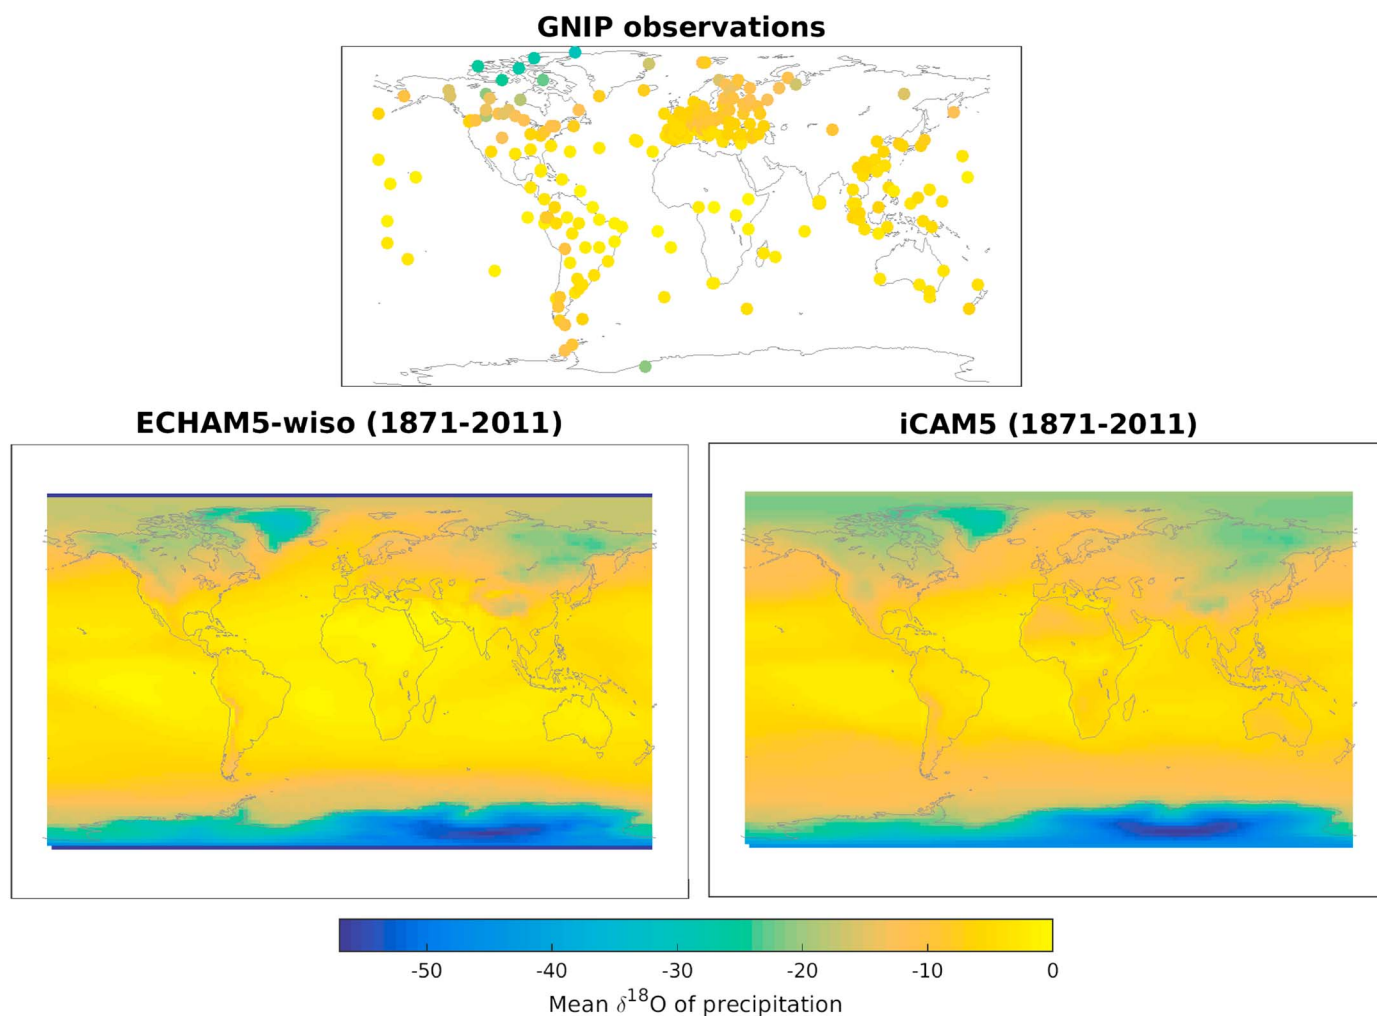 GNIP observations
ECHAM5-wiso (1871-2011)
iCAM5 (1871-2011)
-50 -40 -30 -20 -10 0
Mean δ¹⁸O of precipitation